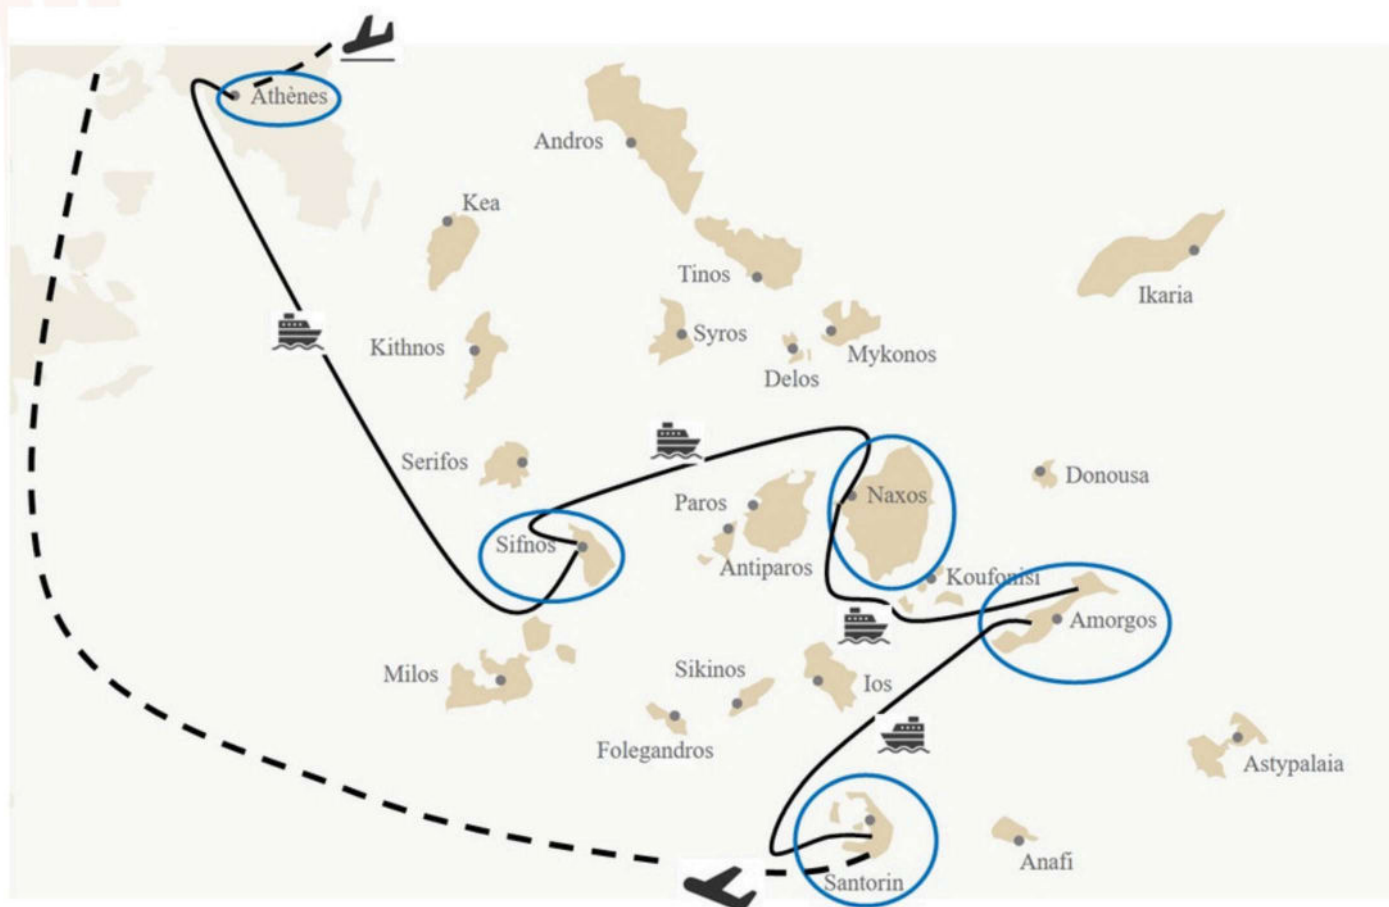 Athènes
Andros
Kea
Tinos
Ikaria
Syros
Kithnos
Mykonos
Delos
Serifos
Donousa
Paros
Naxos
Sifnos
Antiparos
Koufonisi
Amorgos
Milos
Sikinos
Ios
Folegandros
Astypalaia
Anafi
Santorin